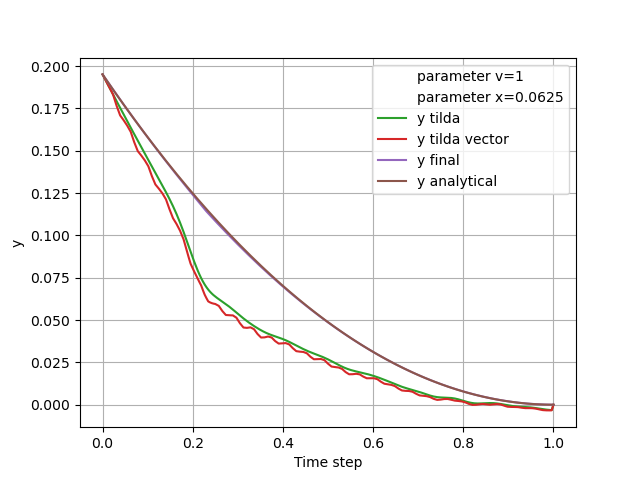 0.200
0.175
0.150
0.125
0.100
0.075
0.050
0.025
0.000
y
0.0 0.2 0.4 0.6 0.8 1.0
Time step
parameter v=1
parameter x=0.0625
y tilda
y tilda vector
y final
y analytical